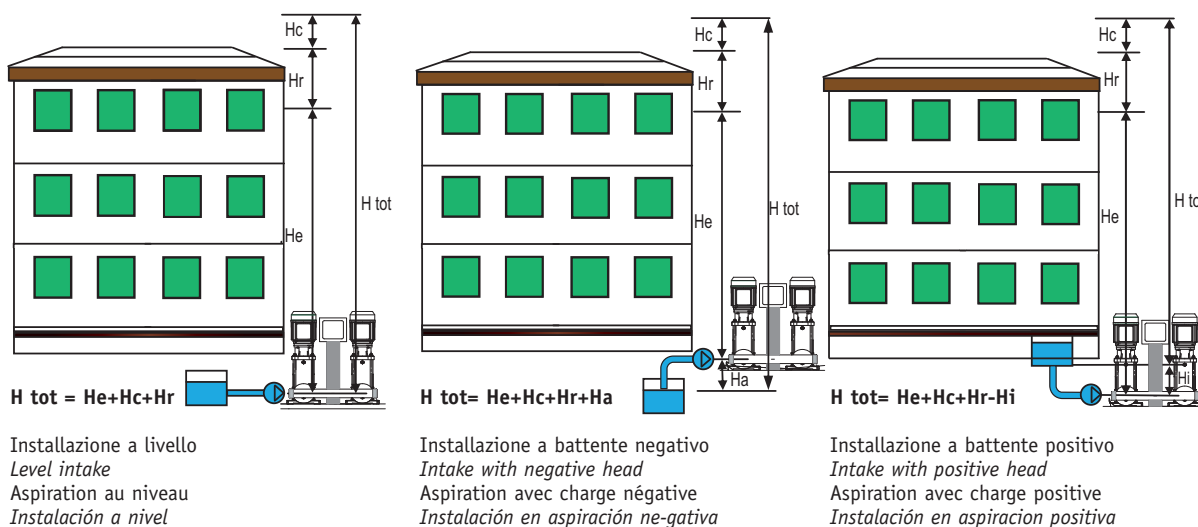 Hc
Hr
H tot
He
H tot = He+Hc+Hr
Installazione a livello
Level intake
Aspiration au niveau
Instalación a nivel
Hc
Hr
He
H tot
Ha
H tot= He+Hc+Hr+Ha
Installazione a battente negativo
Intake with negative head
Aspiration avec charge négative
Instalación en aspiración ne-gativa
Hc
Hr
He
H to
Hi
H tot= He+Hc+Hr-Hi
Installazione a battente positivo
Intake with positive head
Aspiration avec charge positive
Instalación en aspiracion positiva